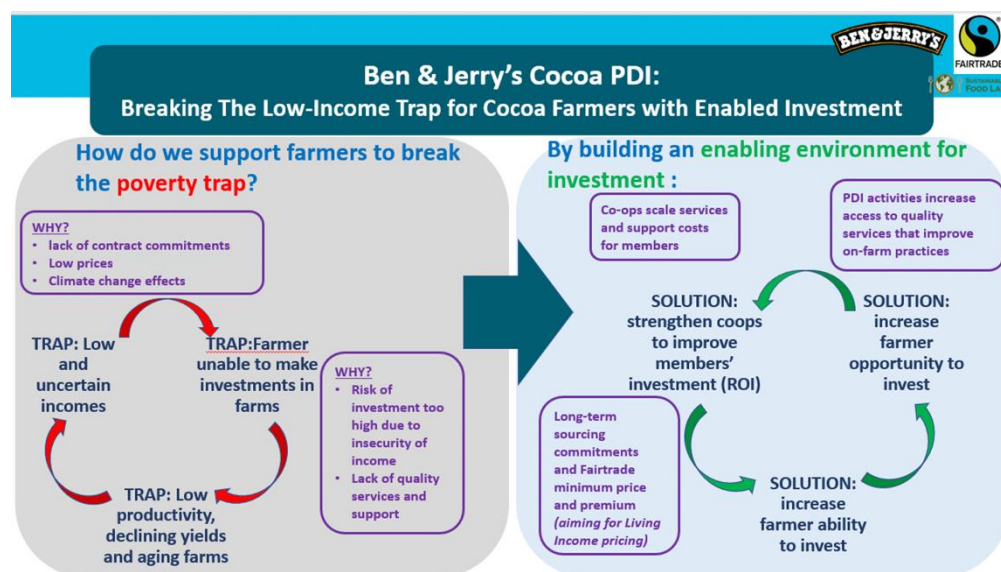 BEN&JERRY'S
FAIRTRADE
SUSTAINABLE
FOOD LA
Ben & Jerry's Cocoa PDI:
Breaking The Low-Income Trap for Cocoa Farmers with Enabled Investment
How do we support farmers to break
the poverty trap?
WHY?
• lack of contract commitments
• Low prices
• Climate change effects
TRAP: Low
and
uncertain
incomes
TRAP:Farmer
unable to make
investments in
farms
WHY?
• Risk of
investment too
high due to
insecurity of
income
• Lack of quality
services and
support
TRAP: Low
productivity,
declining yields
and aging farms
By building an enabling environment for
investment :
Co-ops scale services
and support costs
for members
PDI activities increase
access to quality
services that improve
on-farm practices
SOLUTION:
strengthen coops
to improve
members'
investment (ROI)
SOLUTION:
increase
farmer
opportunity to
invest
Long-term
sourcing
commitments
and Fairtrade
minimum price
and premium
(aiming for Living
Income pricing)
SOLUTION:
increase
farmer ability
to invest